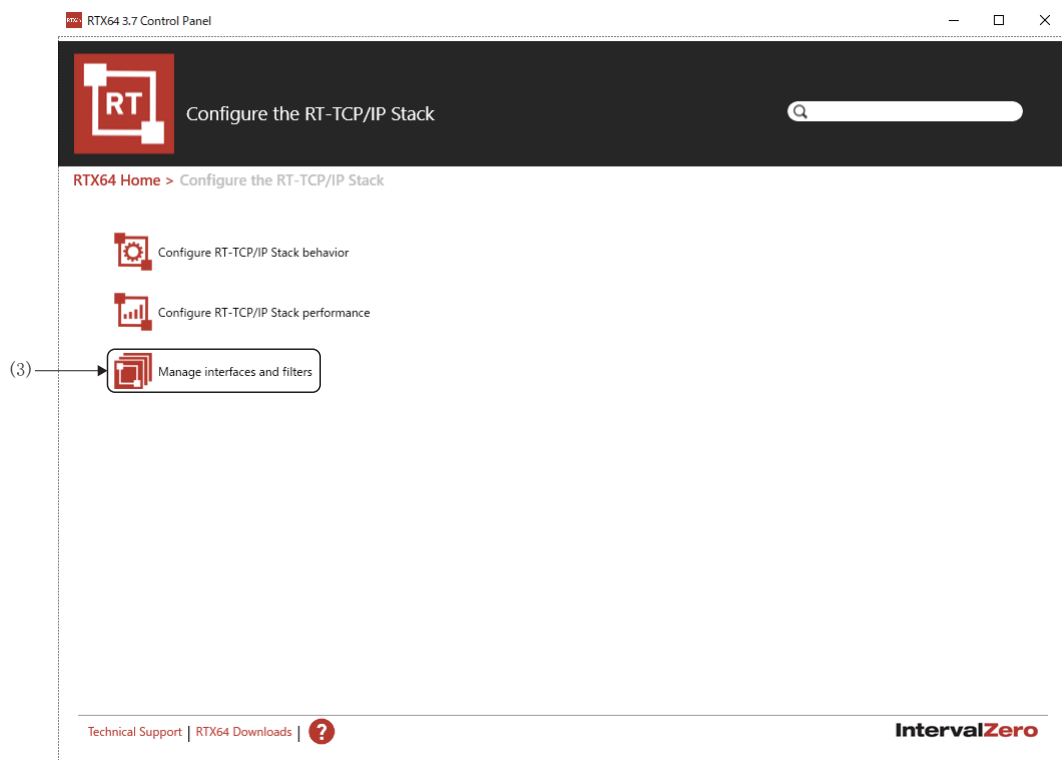 RTX64 3.7 Control Panel
RT
Configure the RT-TCP/IP Stack
RTX64 Home > Configure the RT-TCP/IP Stack
Configure RT-TCP/IP Stack behavior
Configure RT-TCP/IP Stack performance
(3)
Manage interfaces and filters
Technical Support | RTX64 Downloads | ?
IntervalZero